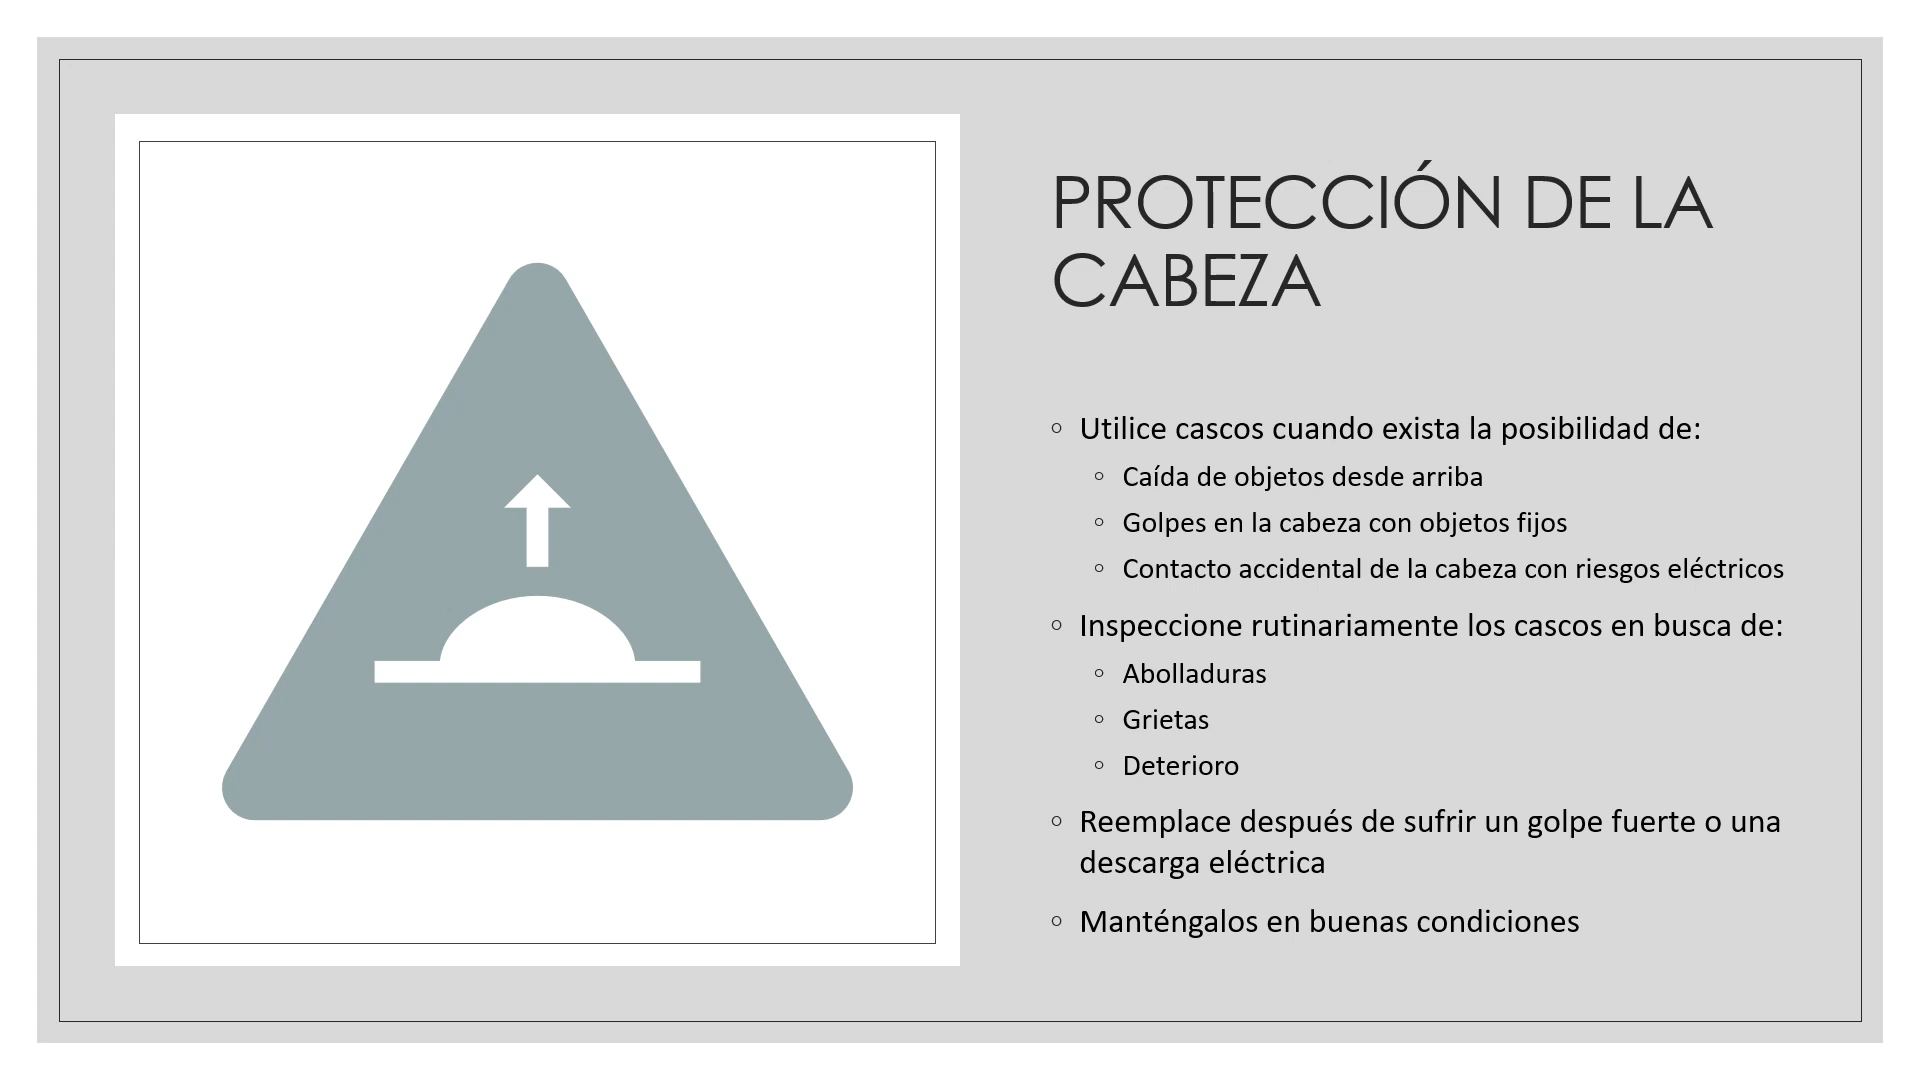 PROTECCIÓN DE LA
CABEZA
◦ Utilice cascos cuando exista la posibilidad de:
◦ Caída de objetos desde arriba
◦ Golpes en la cabeza con objetos fijos
◦ Contacto accidental de la cabeza con riesgos eléctricos
◦ Inspeccione rutinariamente los cascos en busca de:
◦ Abolladuras
◦ Grietas
◦ Deterioro
◦ Reemplace después de sufrir un golpe fuerte o una
descarga eléctrica
◦ Manténgalos en buenas condiciones